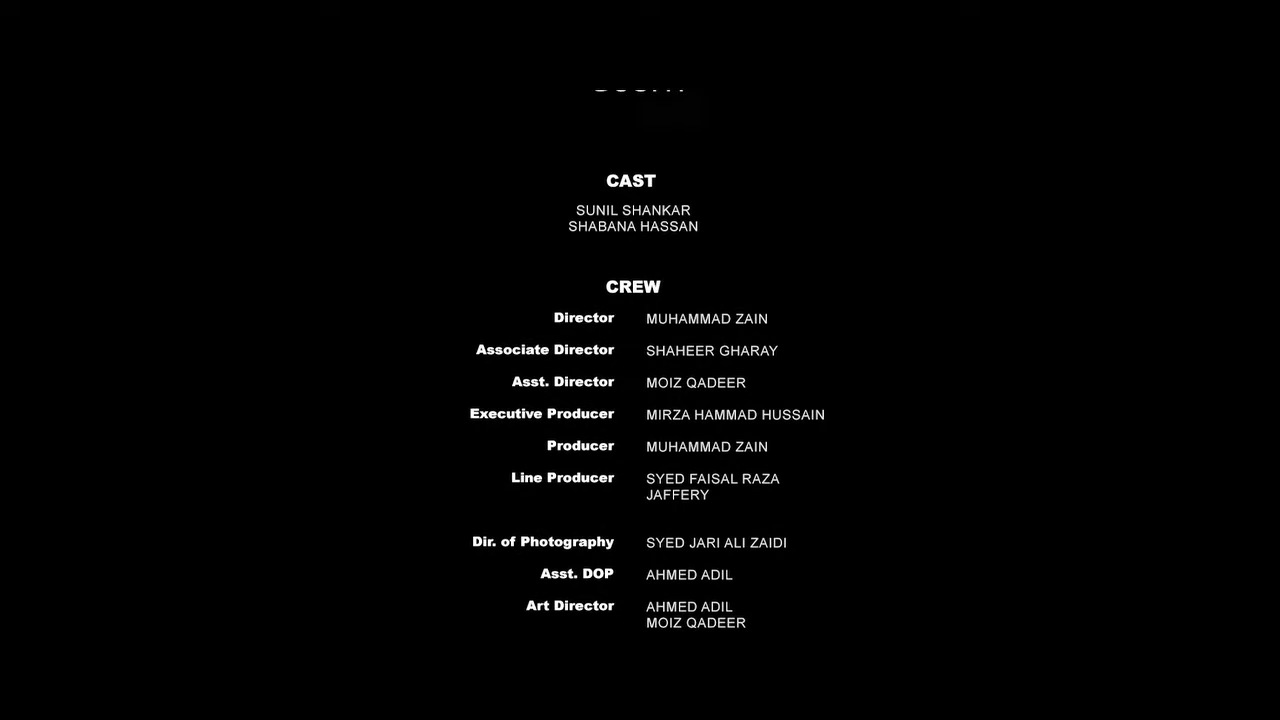 CAST
SUNIL SHANKAR
SHABANA HASSAN
CREW
Director MUHAMMAD ZAIN
Associate Director SHAHEER GHARAY
Asst. Director MOIZ QADEER
Executive Producer MIRZA HAMMAD HUSSAIN
Producer MUHAMMAD ZAIN
Line Producer SYED FAISAL RAZA
JAFFERY
Dir. of Photography SYED JARI ALI ZAIDI
Asst. DOP AHMED ADIL
Art Director AHMED ADIL
MOIZ QADEER